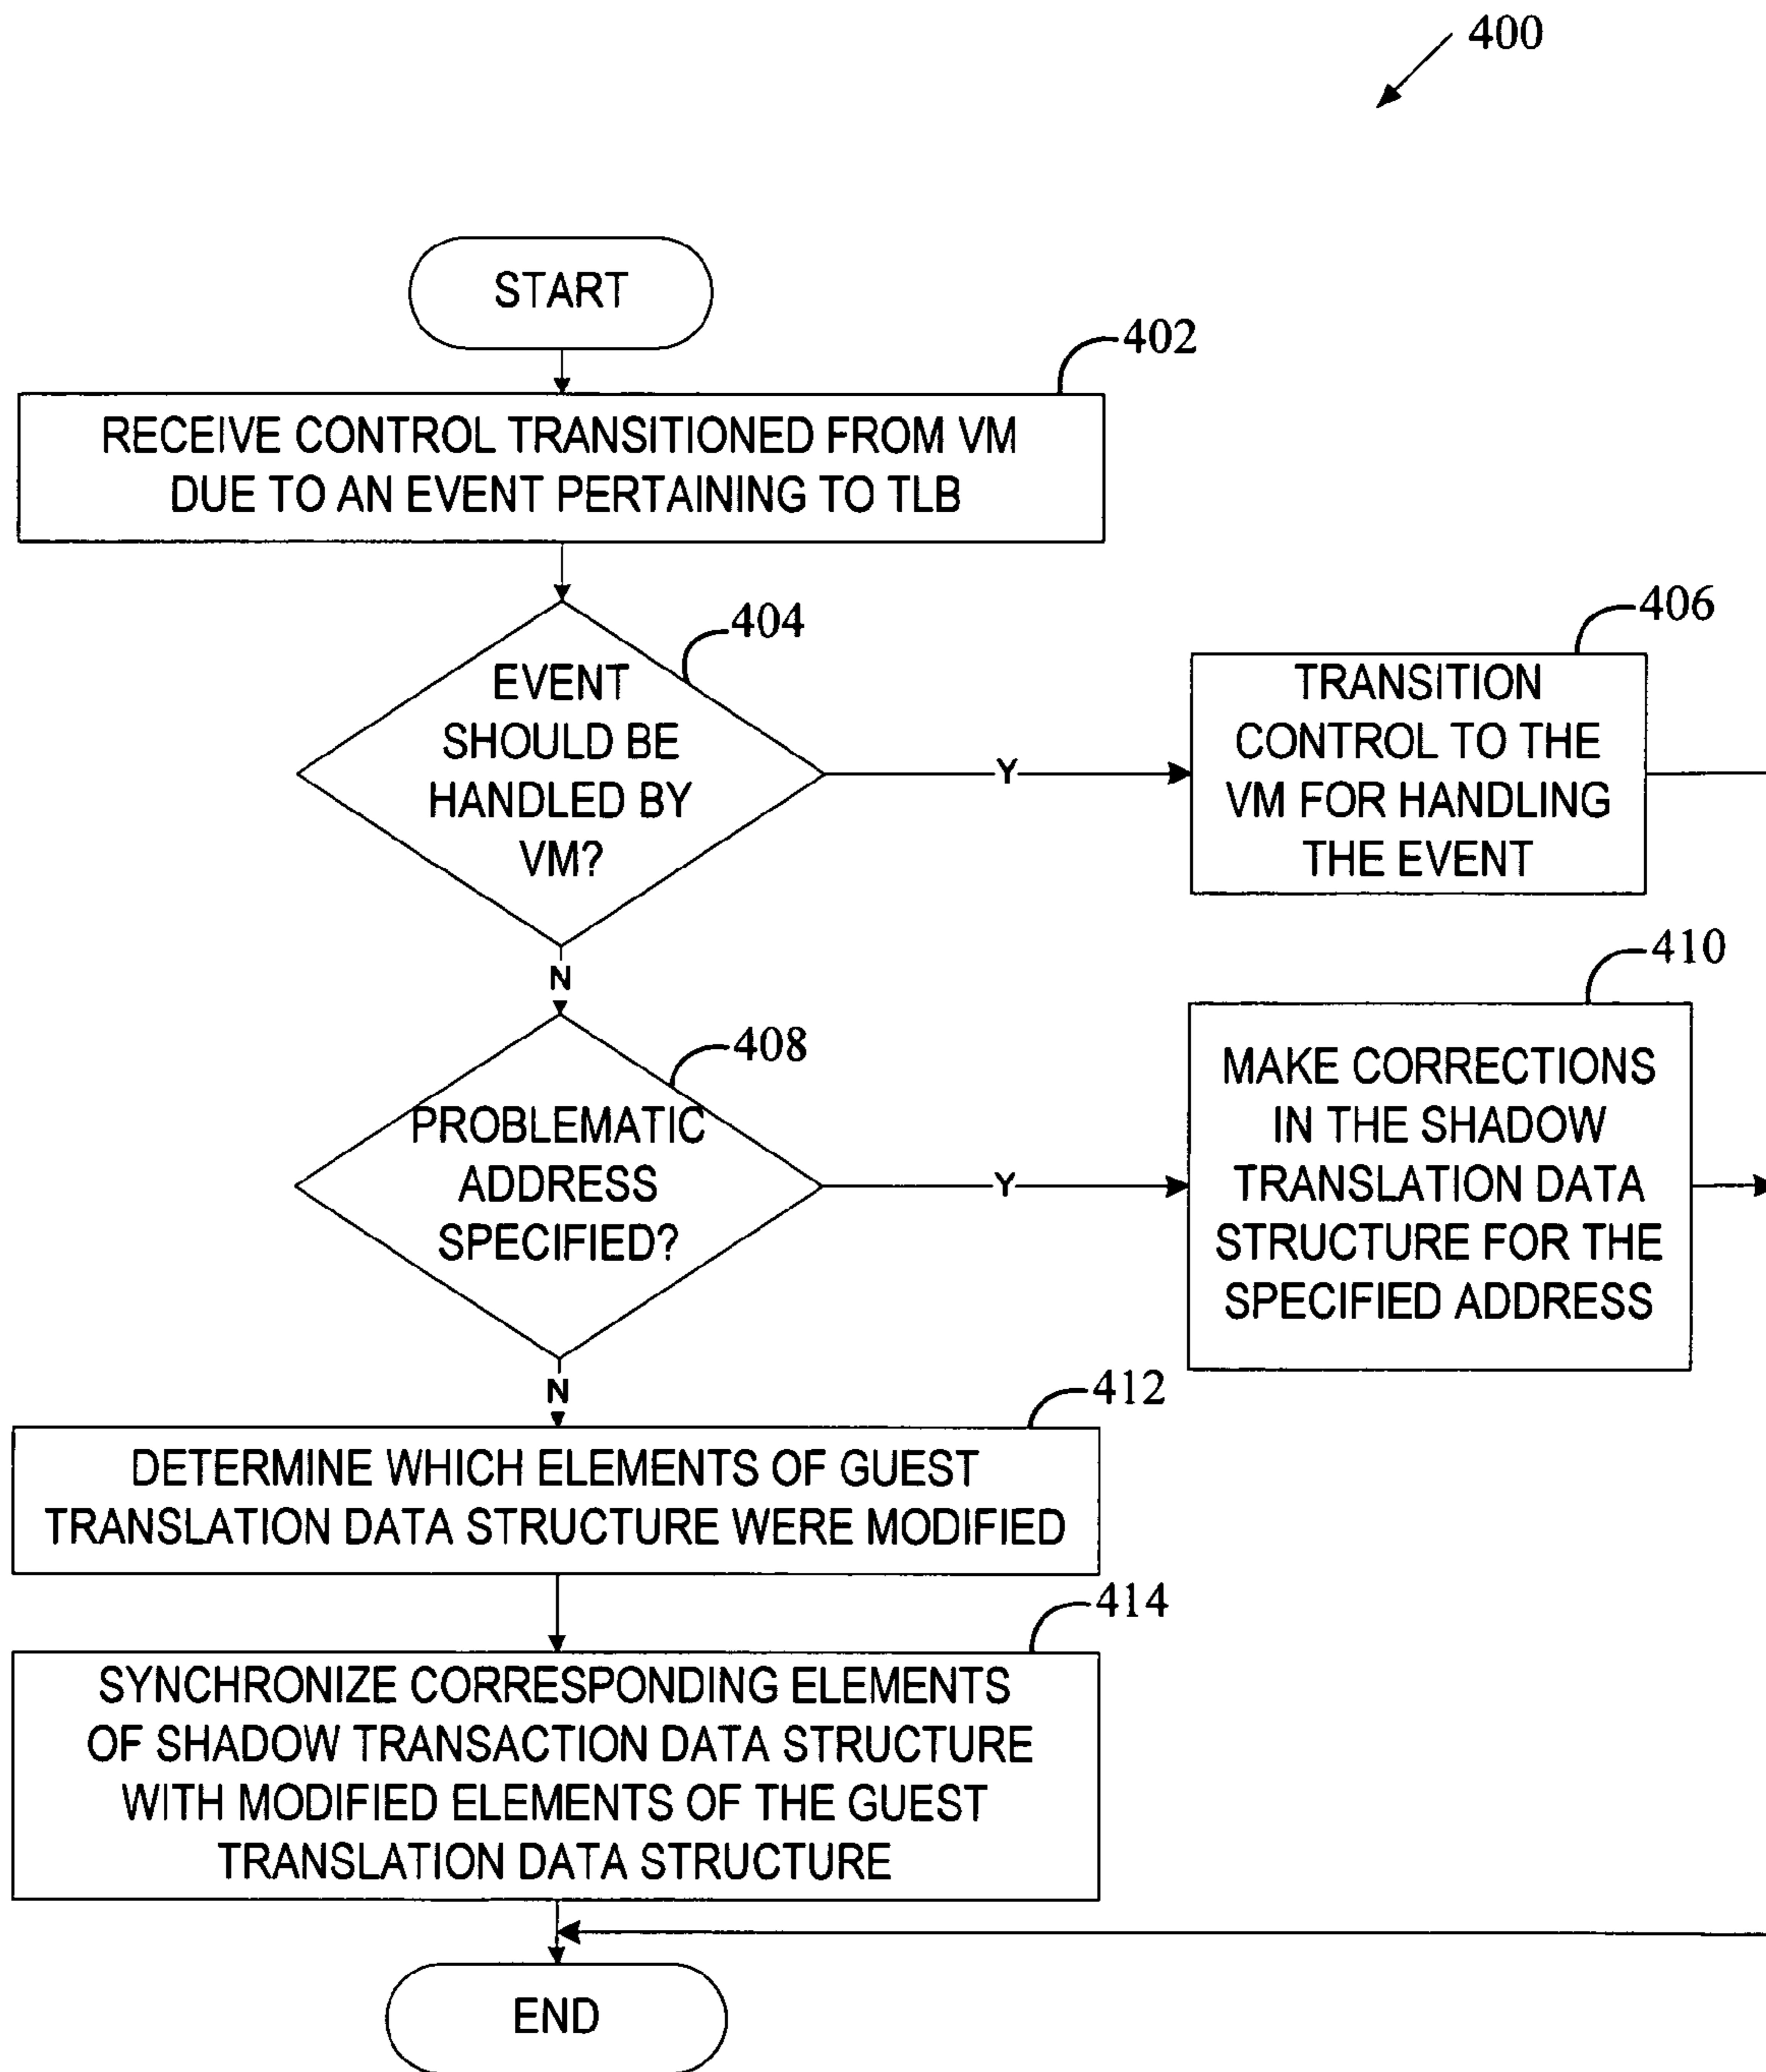 400
START
402
RECEIVE CONTROL TRANSITIONED FROM VM
DUE TO AN EVENT PERTAINING TO TLB
404
EVENT
SHOULD BE
HANDLED BY
VM?
Y
406
TRANSITION
CONTROL TO THE
VM FOR HANDLING
THE EVENT
N
408
PROBLEMATIC
ADDRESS
SPECIFIED?
Y
410
MAKE CORRECTIONS
IN THE SHADOW
TRANSLATION DATA
STRUCTURE FOR THE
SPECIFIED ADDRESS
N
412
DETERMINE WHICH ELEMENTS OF GUEST
TRANSLATION DATA STRUCTURE WERE MODIFIED
414
SYNCHRONIZE CORRESPONDING ELEMENTS
OF SHADOW TRANSACTION DATA STRUCTURE
WITH MODIFIED ELEMENTS OF THE GUEST
TRANSLATION DATA STRUCTURE
END